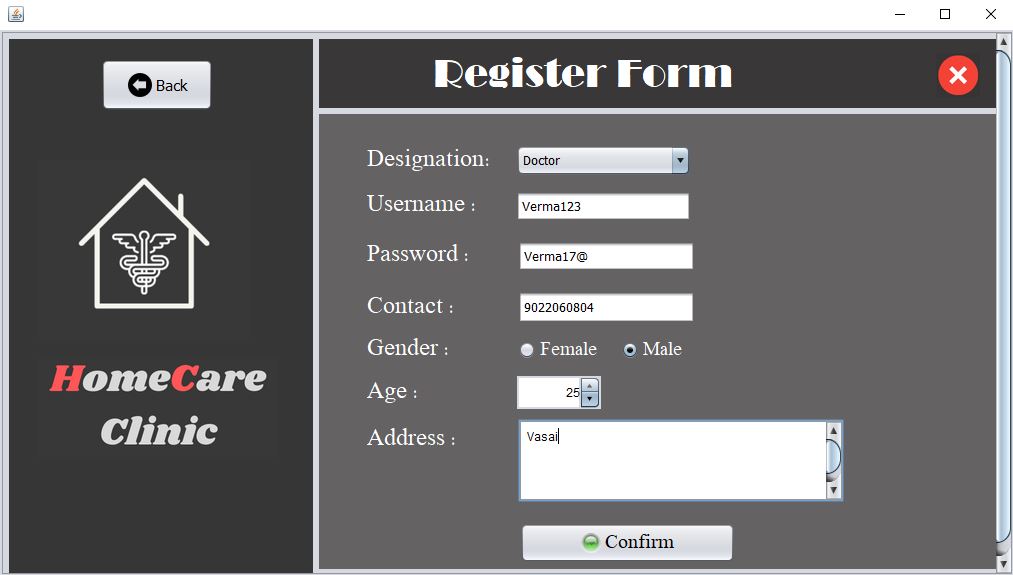 Back
Register Form
HomeCare
Clinic
Designation: Doctor
Username : Verma123
Password : Verma17@
Contact : 9022060804
Gender : Female Male
Age : 25
Address : Vasai
Confirm